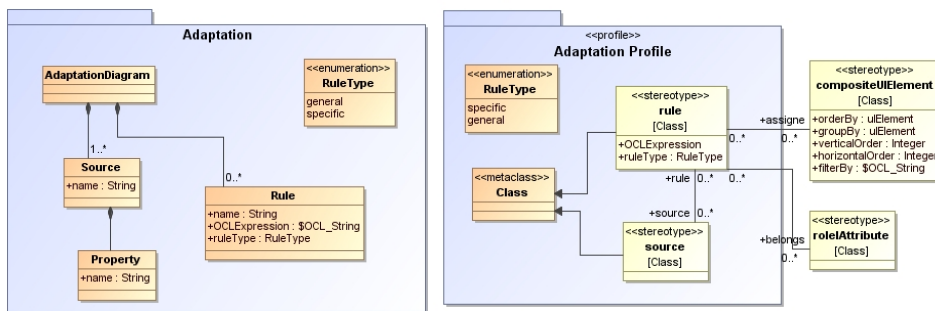 Adaptation
AdaptationDiagram
<<enumeration>>
RuleType
general
specific
1..*
0..*
Source
+name : String
Rule
+name : String
+OCLExpression : $OCL_String
+ruleType : RuleType
Property
+name : String
<<profile>>
Adaptation Profile
<<enumeration>>
RuleType
specific
general
<<stereotype>>
rule
[Class]
+OCLExpression
+ruleType : RuleType
<<stereotype>>
compositeUIElement
[Class]
+orderBy : uIElement
+groupBy : uIElement
+verticalOrder : Integer
+horizontalOrder : Integer
+filterBy : $OCL_String
+assigne
0..*
0..*
<<metaclass>>
Class
+rule
0..*
0..*
+source
0..*
<<stereotype>>
source
[Class]
+belongs
0..*
<<stereotype>>
rolelAttribute
[Class]